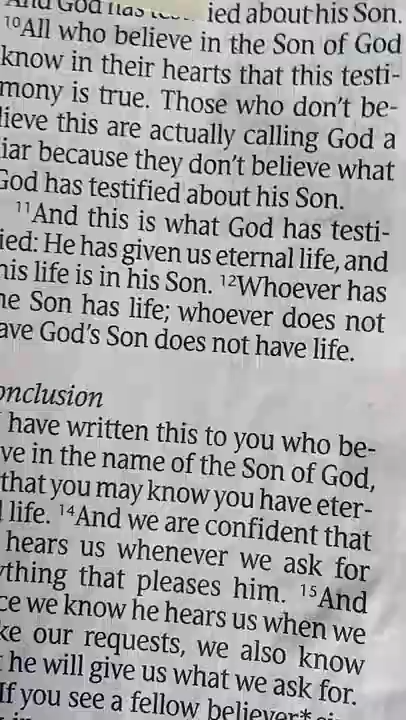 And God has ied about his Son.
¹⁰All who believe in the Son of God
know in their hearts that this testi-
mony is true. Those who don't be-
lieve this are actually calling God a
iar because they don't believe what
God has testified about his Son.
¹¹And this is what God has testi-
ied: He has given us eternal life, and
his life is in his Son. ¹²Whoever has
he Son has life; whoever does not
ave God's Son does not have life.
onclusion
I have written this to you who be-
ve in the name of the Son of God,
that you may know you have eter-
l life. ¹⁴And we are confident that
hears us whenever we ask for
ything that pleases him. ¹⁵And
ce we know he hears us when we
ke our requests, we also know
t he will give us what we ask for.
If you see a fellow believer*